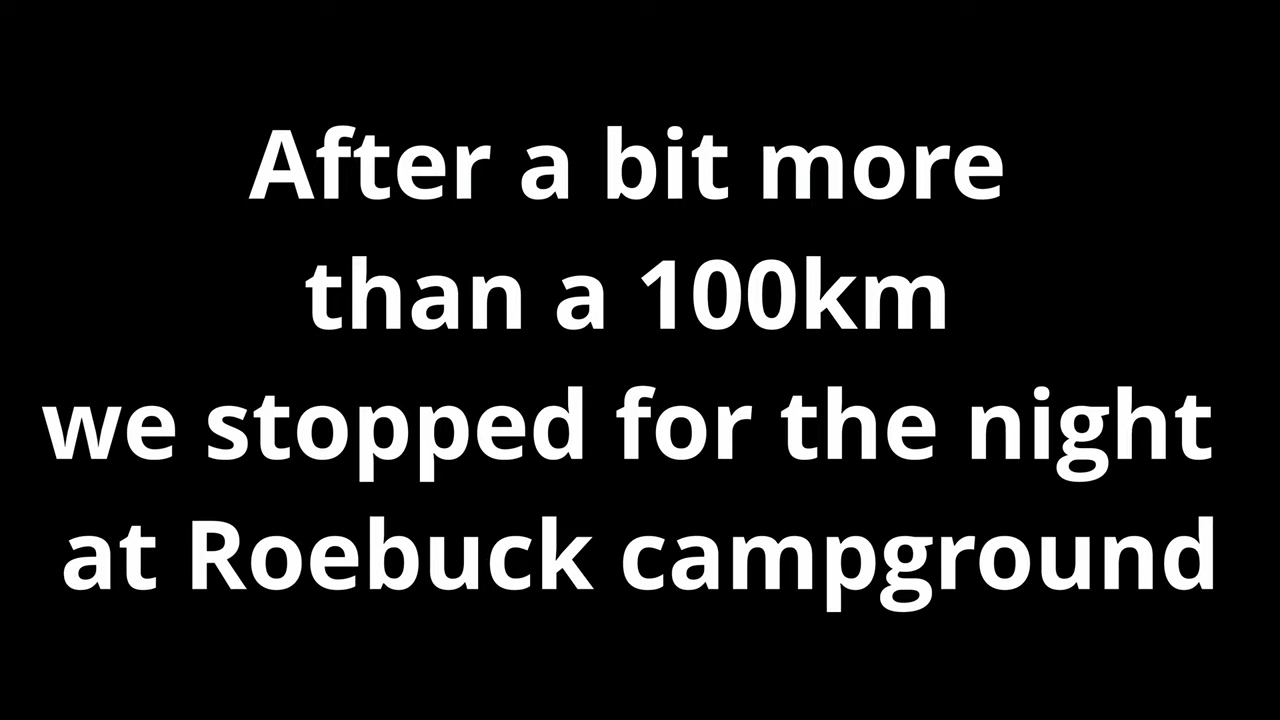 After a bit more
than a 100km
we stopped for the night
at Roebuck campground